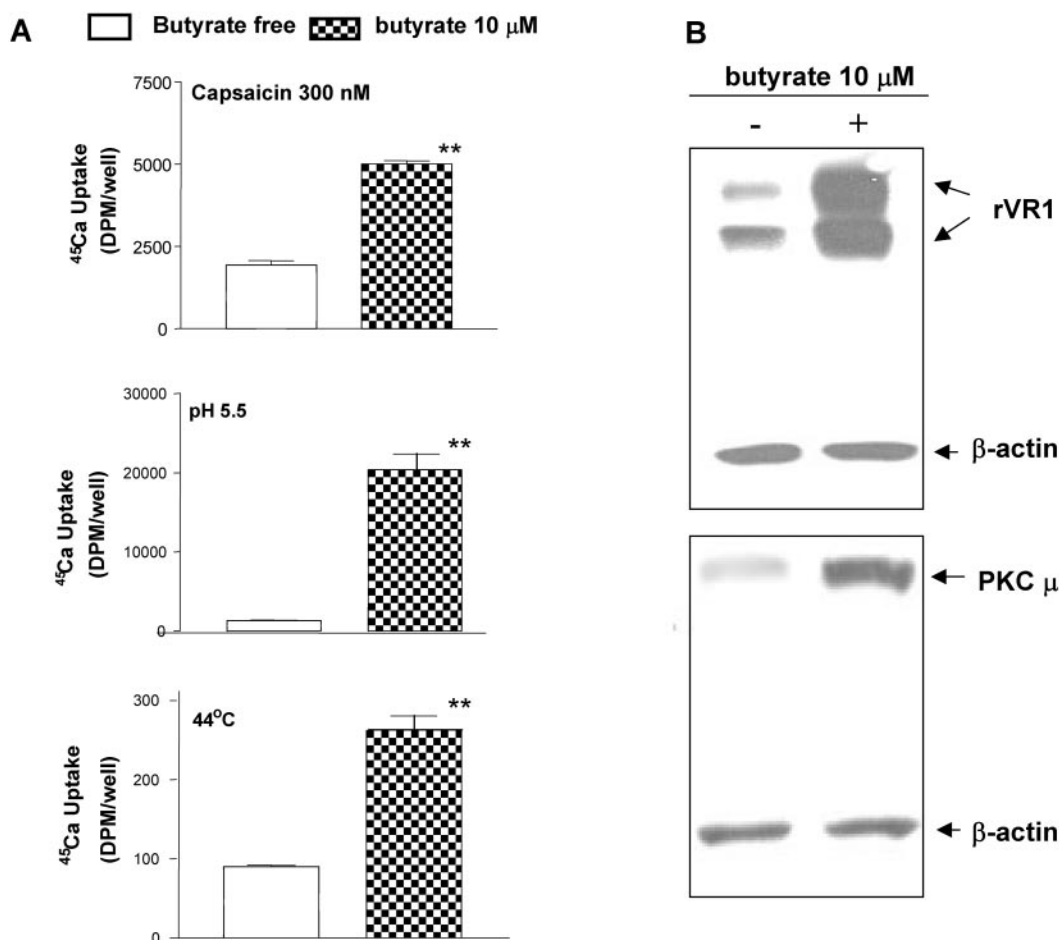 A
Butyrate free
butyrate 10 μM
Capsaicin 300 nM
7500
5000
2500
0
45Ca Uptake
(DPM/well)
**
pH 5.5
30000
20000
10000
0
45Ca Uptake
(DPM/well)
**
44°C
300
200
100
0
45Ca Uptake
(DPM/well)
**
B
butyrate 10 μM
- +
rVR1
β-actin
PKC μ
β-actin